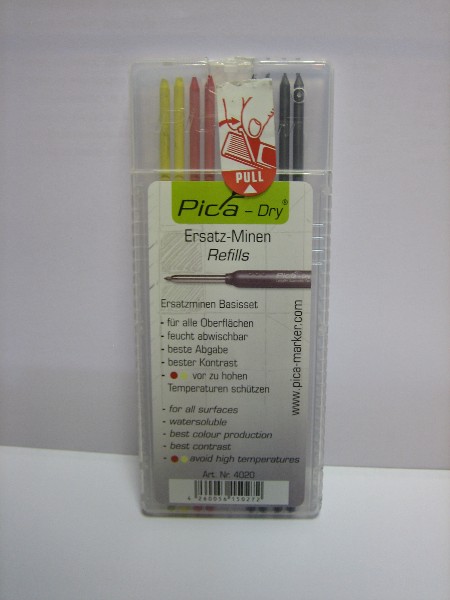 PULL
Pica - Dry®
Ersatz-Minen
Refills
Pica
Ersatzminen Basisset
- für alle Oberflächen
- feucht abwischbar
- beste Abgabe
- bester Kontrast
- vor zu hohen
Temperaturen schützen
- for all surfaces
- watersoluble
- best colour production
- best contrast
- avoid high temperatures
www.pica-marker.com
Art. Nr. 4020